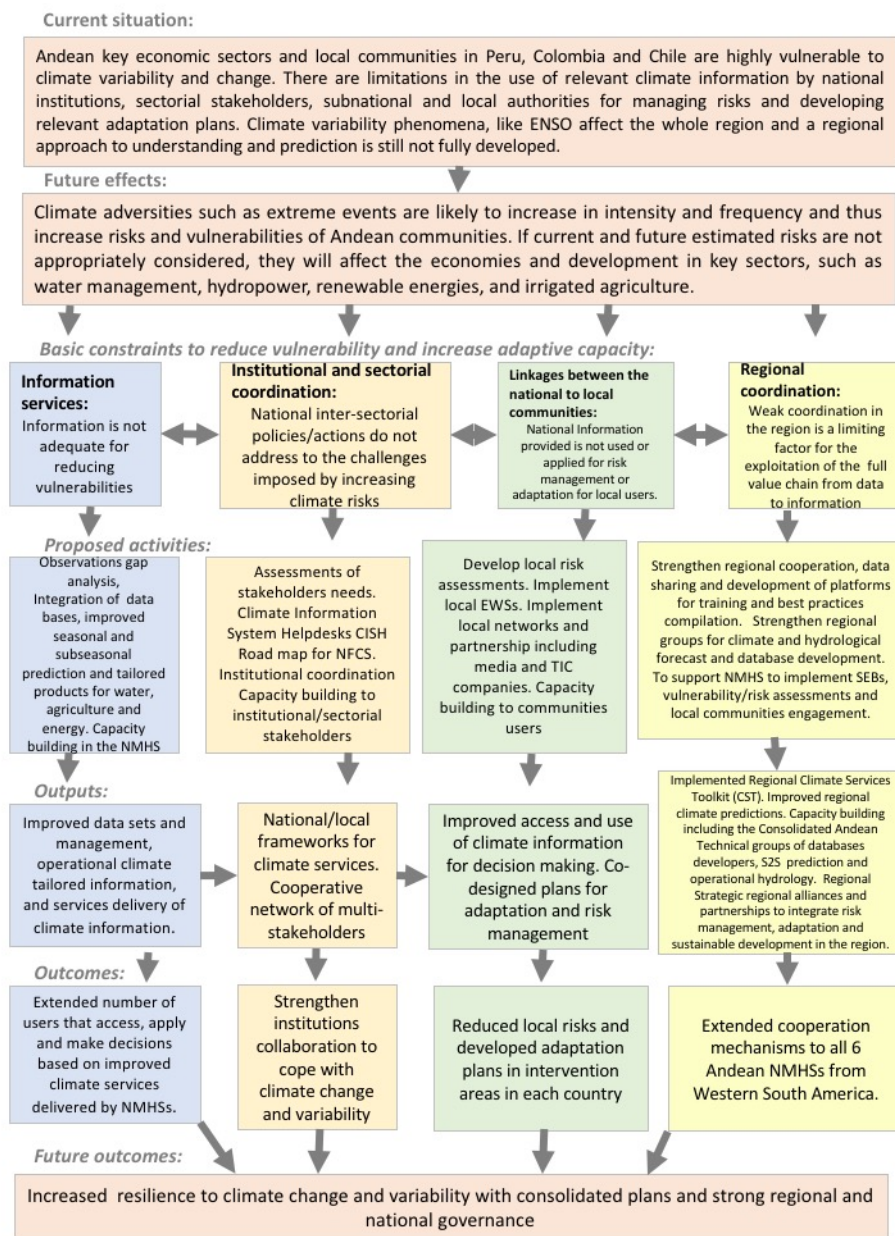 Current situation:
Andean key economic sectors and local communities in Peru, Colombia and Chile are highly vulnerable to
climate variability and change. There are limitations in the use of relevant climate information by national
institutions, sectorial stakeholders, subnational and local authorities for managing risks and developing
relevant adaptation plans. Climate variability phenomena, like ENSO affect the whole region and a regional
approach to understanding and prediction is still not fully developed.
Future effects:
Climate adversities such as extreme events are likely to increase in intensity and frequency and thus
increase risks and vulnerabilities of Andean communities. If current and future estimated risks are not
appropriately considered, they will affect the economies and development in key sectors, such as
water management, hydropower, renewable energies, and irrigated agriculture.
Basic constraints to reduce vulnerability and increase adaptive capacity:
Information
services:
Information is not
adequate for
reducing
vulnerabilities
Institutional and sectorial
coordination:
National inter-sectorial
policies/actions do not
address to the challenges
imposed by increasing
climate risks
Linkages between the
national to local
communities:
National Information
provided is not used or
applied for risk
management or
adaptation for local users.
Regional
coordination:
Weak coordination in
the region is a limiting
factor for the
exploitation of the full
value chain from data
to information
Proposed activities:
Observations gap
analysis,
Integration of data
bases, improved
seasonal and
subseasonal
prediction and tailored
products for water,
agriculture and
energy. Capacity
building in the NMHS
Assessments of
stakeholders needs.
Climate Information
System Helpdesks CISH
Road map for NFCS.
Institutional coordination
Capacity building to
institutional/sectorial
stakeholders
Develop local risk
assessments. Implement
local EWSs. Implement
local networks and
partnership including
media and TIC
companies. Capacity
building to communities
users
Strengthen regional cooperation, data
sharing and development of platforms
for training and best practices
compilation. Strengthen regional
groups for climate and hydrological
forecast and database development.
To support NMHS to implement SEBs,
vulnerability/risk assessments and
local communities engagement.
Outputs:
Improved data sets and
management,
operational climate
tailored information,
and services delivery of
climate information.
National/local
frameworks for
climate services.
Cooperative
network of multi-
stakeholders
Improved access and use
of climate information
for decision making. Co-
designed plans for
adaptation and risk
management
Implemented Regional Climate Services
Toolkit (CST). Improved regional
climate predictions. Capacity building
including the Consolidated Andean
Technical groups of databases
developers, S2S prediction and
operational hydrology. Regional
Strategic regional alliances and
partnerships to integrate risk
management, adaptation and
sustainable development in the region.
Outcomes:
Extended number of
users that access, apply
and make decisions
based on improved
climate services
delivered by NMHSs.
Strengthen
institutions
collaboration to
cope with
climate change
and variability
Reduced local risks and
developed adaptation
plans in intervention
areas in each country
Extended cooperation
mechanisms to all 6
Andean NMHSs from
Western South America.
Future outcomes:
Increased resilience to climate change and variability with consolidated plans and strong regional and
national governance